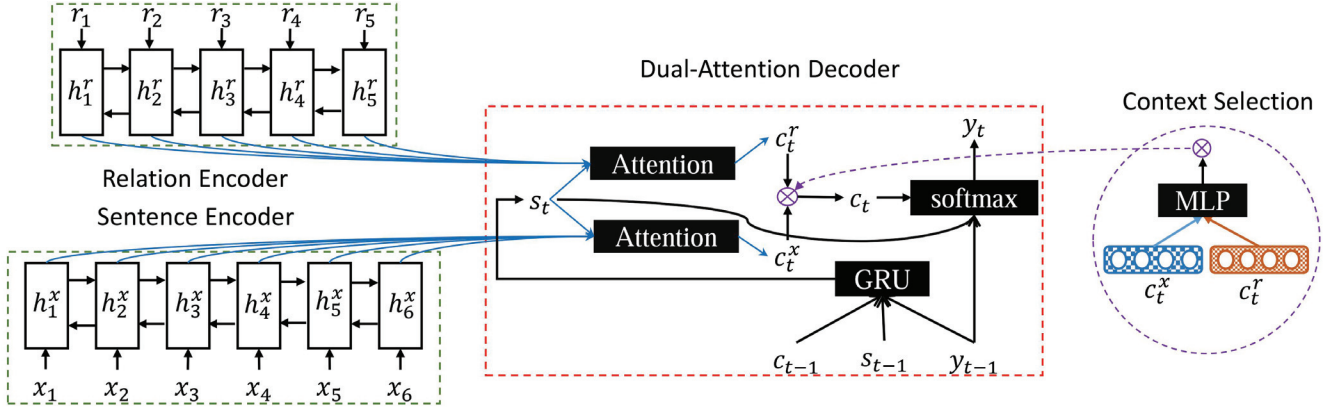 r₁ r₂ r₃ r₄ r₅
h₁ʳ h₂ʳ h₃ʳ h₄ʳ h₅ʳ
Relation Encoder
Sentence Encoder
h₁ˣ h₂ˣ h₃ˣ h₄ˣ h₅ˣ h₆ˣ
x₁ x₂ x₃ x₄ x₅ x₆
Dual-Attention Decoder
Attention
cₜʳ
yₜ
sₜ
cₜ
softmax
Attention
cₜˣ
GRU
cₜ₋₁ sₜ₋₁ yₜ₋₁
Context Selection
MLP
cₜˣ cₜʳ